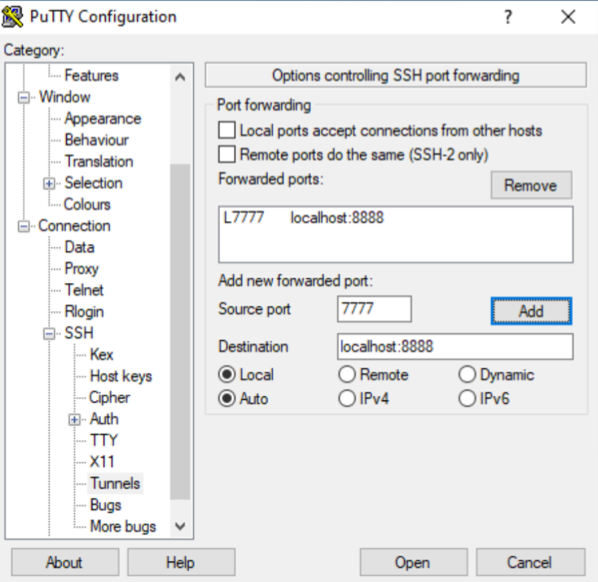 PuTTY Configuration
?
Category:
Features
Window
Appearance
Behaviour
Translation
Selection
Colours
Connection
Data
Proxy
Telnet
Rlogin
SSH
Kex
Host keys
Cipher
Auth
TTY
X11
Tunnels
Bugs
More bugs
Options controlling SSH port forwarding
Port forwarding
Local ports accept connections from other hosts
Remote ports do the same (SSH-2 only)
Forwarded ports:
Remove
L7777 localhost:8888
Add new forwarded port:
Source port 7777 Add
Destination localhost:8888
Local Remote Dynamic
Auto IPv4 IPv6
About Help Open Cancel